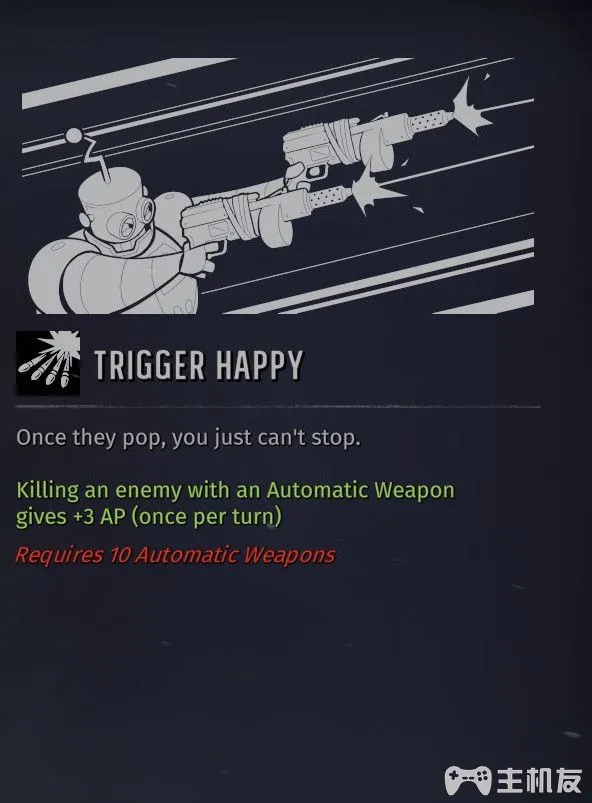 TRIGGER HAPPY
Once they pop, you just can't stop.
Killing an enemy with an Automatic Weapon
gives +3 AP (once per turn)
Requires 10 Automatic Weapons
主机友